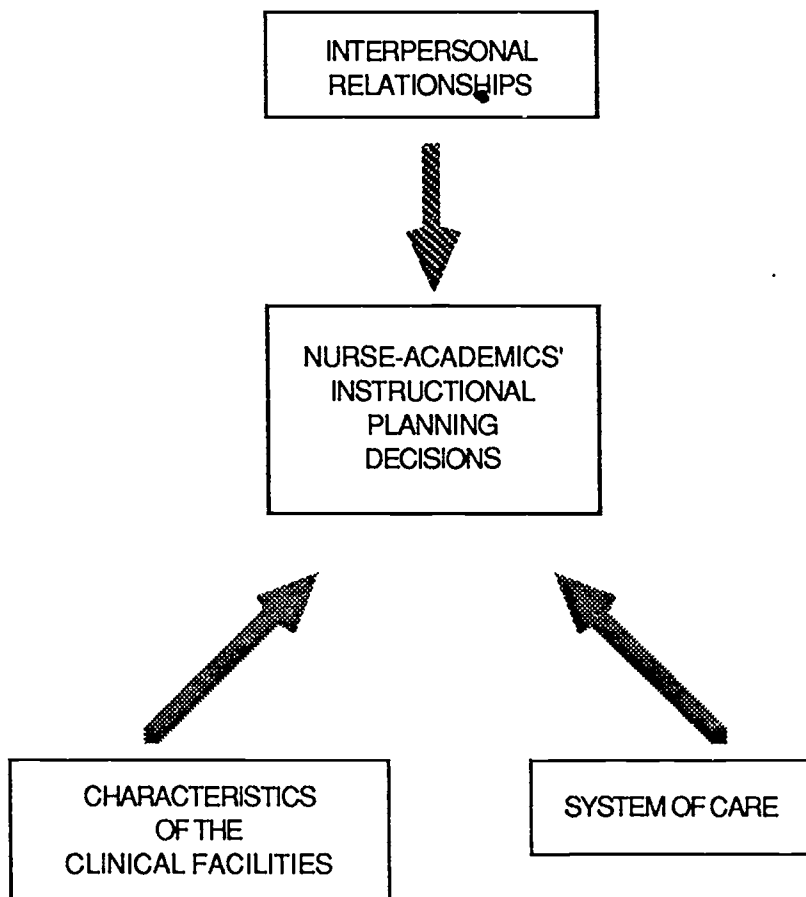 INTERPERSONAL
RELATIONSHIPS
NURSE-ACADEMICS'
INSTRUCTIONAL
PLANNING
DECISIONS
CHARACTERISTICS
OF THE
CLINICAL FACILITIES
SYSTEM OF CARE